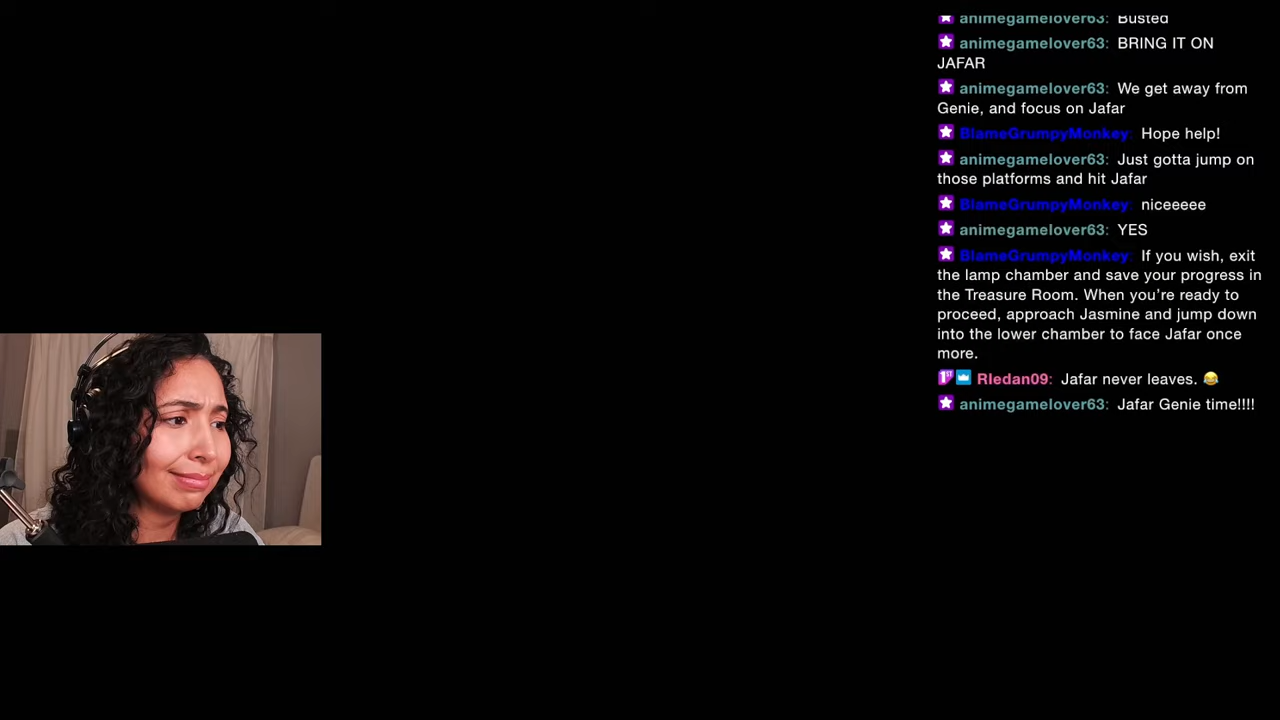 animegamelover63: Busted
animegamelover63: BRING IT ON
JAFAR
animegamelover63: We get away from
Genie, and focus on Jafar
BlameGrumpyMonkey: Hope help!
animegamelover63: Just gotta jump on
those platforms and hit Jafar
BlameGrumpyMonkey: niceeeee
animegamelover63: YES
BlameGrumpyMonkey: If you wish, exit
the lamp chamber and save your progress in
the Treasure Room. When you're ready to
proceed, approach Jasmine and jump down
into the lower chamber to face Jafar once
more.
1ST RIedan09: Jafar never leaves. 😂
animegamelover63: Jafar Genie time!!!!